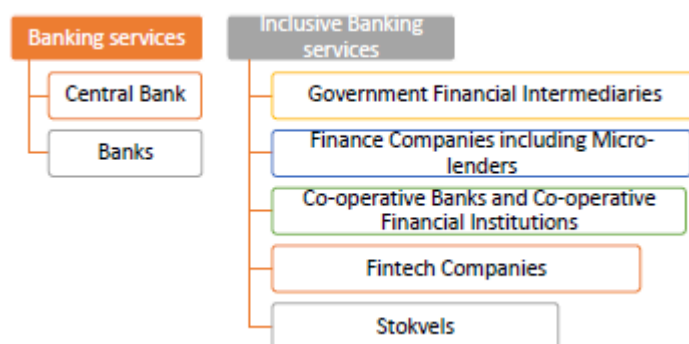 Banking services
Central Bank
Banks
Inclusive Banking
services
Government Financial Intermediaries
Finance Companies including Micro-
lenders
Co-operative Banks and Co-operative
Financial Institutions
Fintech Companies
Stokvels